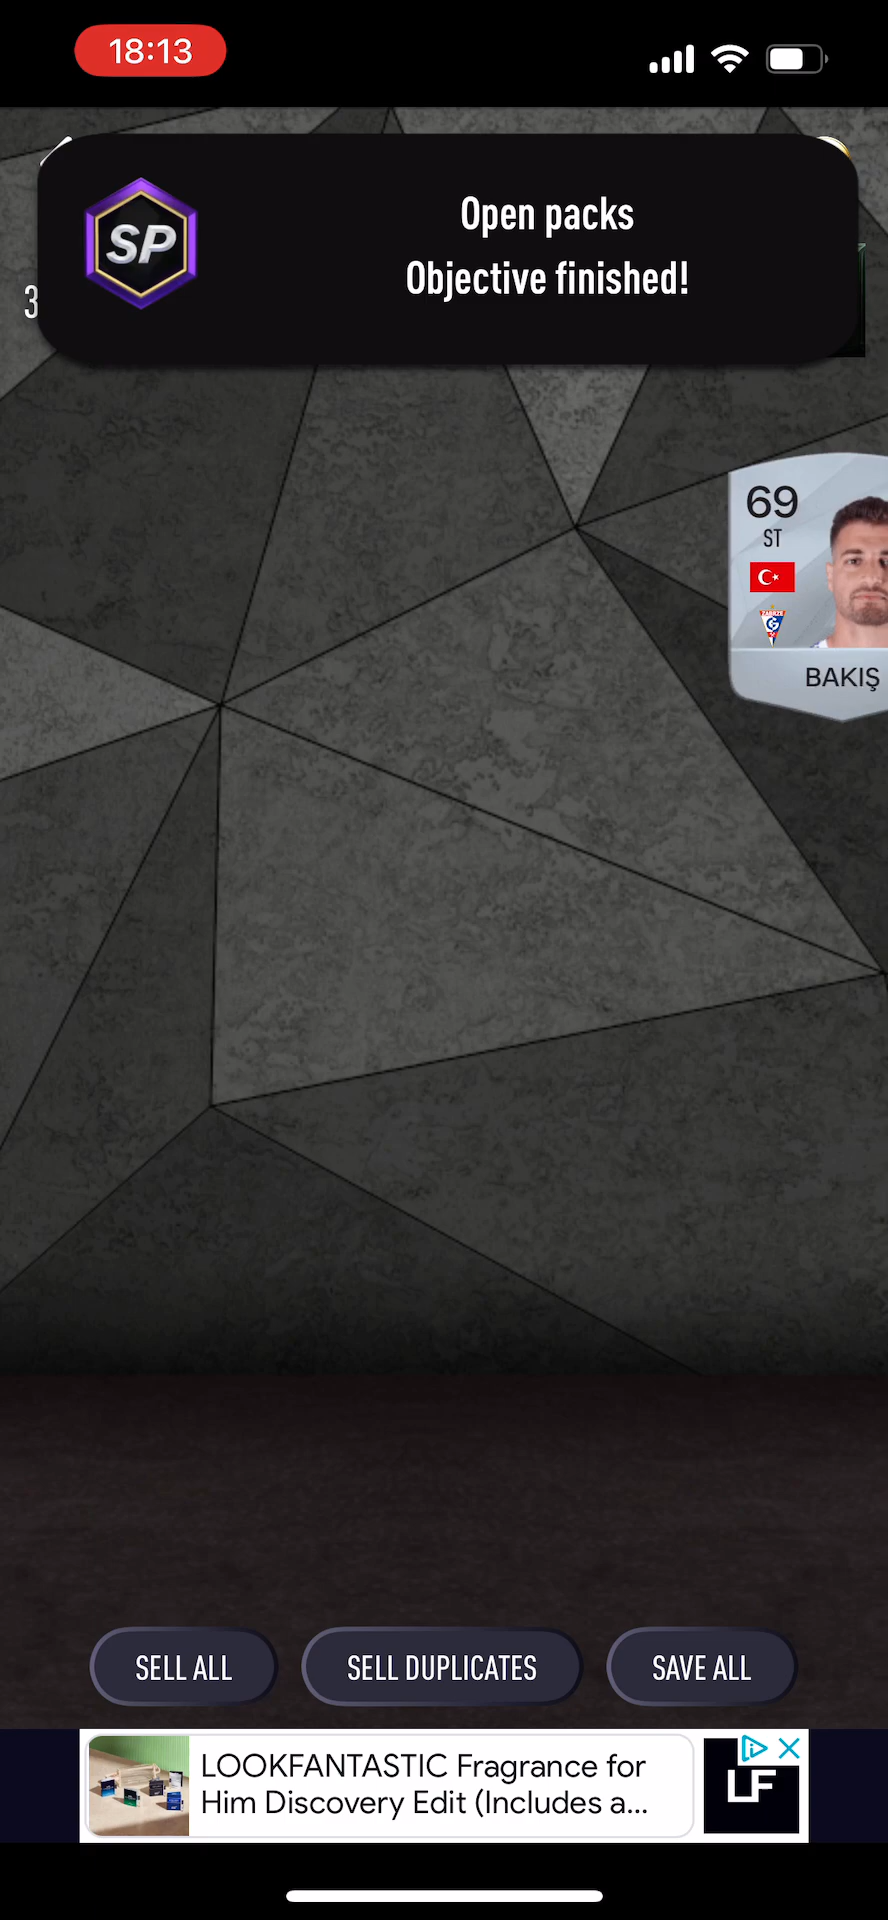 18:13
SP
Open packs
Objective finished!
3
69
ST
ZABRZE
BAKIŞ
SELL ALL
SELL DUPLICATES
SAVE ALL
LOOKFANTASTIC Fragrance for
Him Discovery Edit (Includes a...
LF